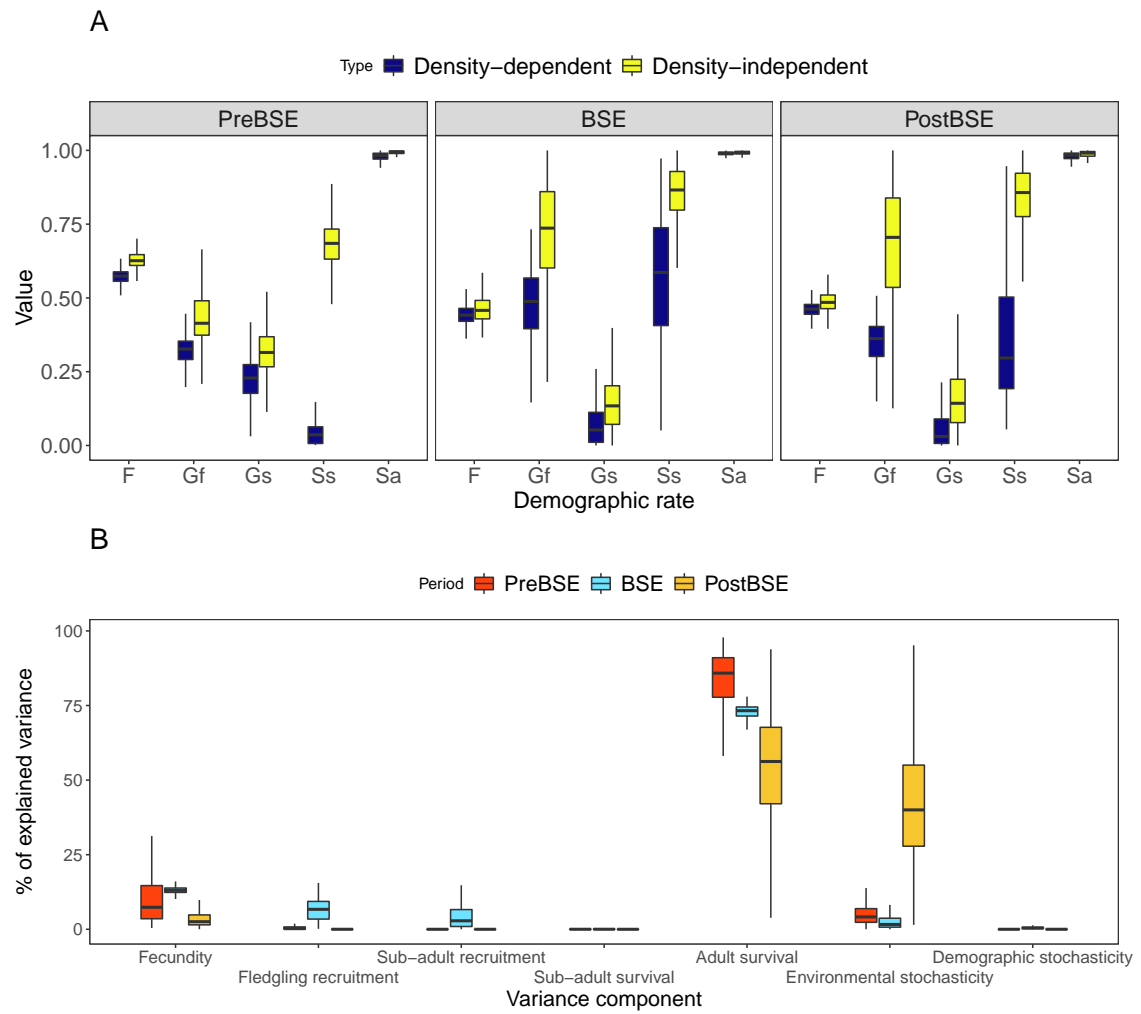 A
Type Density-dependent Density-independent
PreBSE BSE PostBSE
1.00
0.75
0.50
0.25
0.00
Value
F Gf Gs Ss Sa F Gf Gs Ss Sa F Gf Gs Ss Sa
Demographic rate
B
Period PreBSE BSE PostBSE
100
75
50
25
0
% of explained variance
Fecundity Sub-adult recruitment Adult survival Demographic stochasticity
Fledgling recruitment Sub-adult survival Environmental stochasticity
Variance component